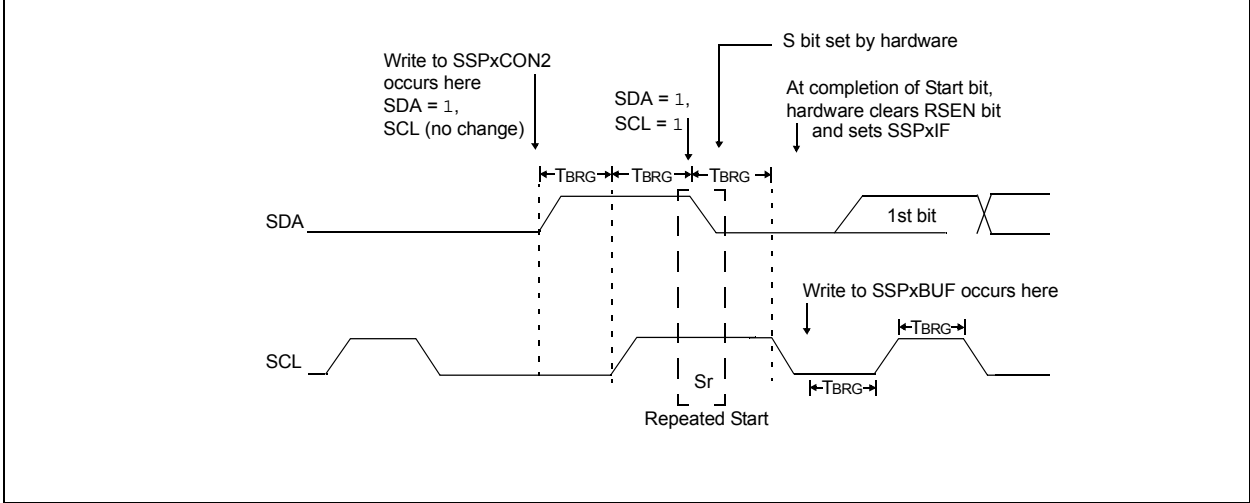 S bit set by hardware
Write to SSPxCON2
occurs here
SDA = 1,
SCL (no change)
SDA = 1,
SCL = 1
At completion of Start bit,
hardware clears RSEN bit
and sets SSPxIF
TBRG TBRG TBRG
SDA
1st bit
Write to SSPxBUF occurs here
TBRG
SCL
Sr
TBRG
Repeated Start